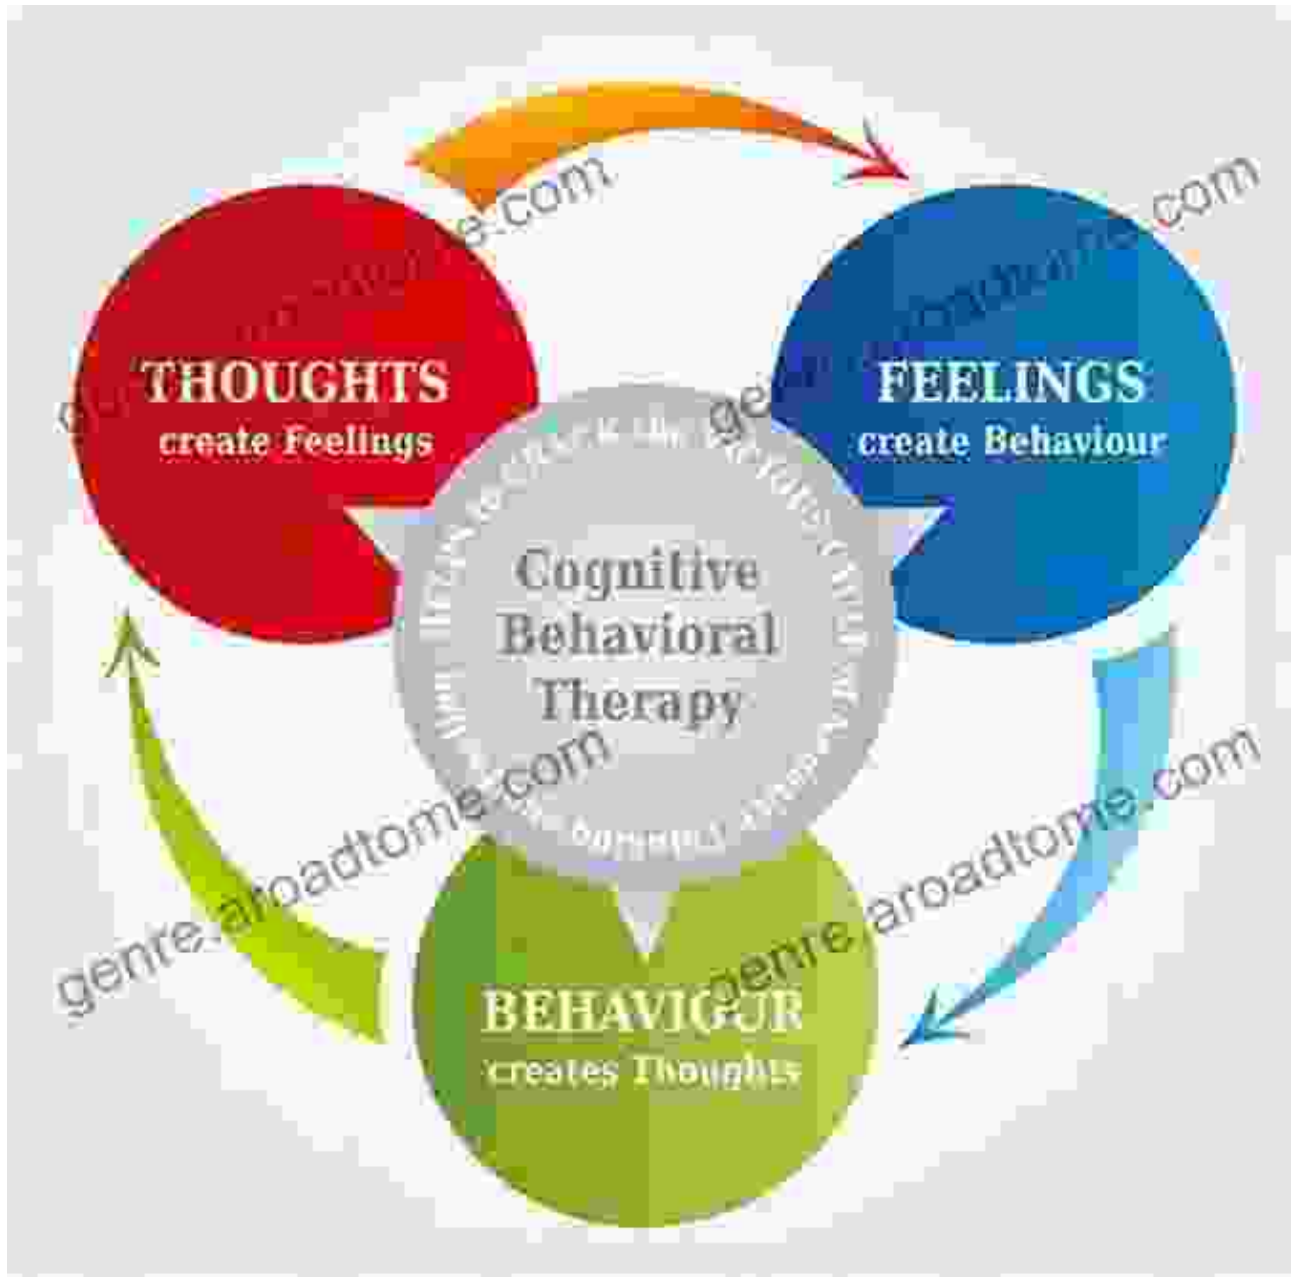 THOUGHTS
create Feelings
FEELINGS
create Behaviour
Cognitive
Behavioral
Therapy
BEHAVIOUR
creates Thoughts
genre.aroadtome.com
genre.aroadtome.com
genre.aroadtome.com
genre.aroadtome.com